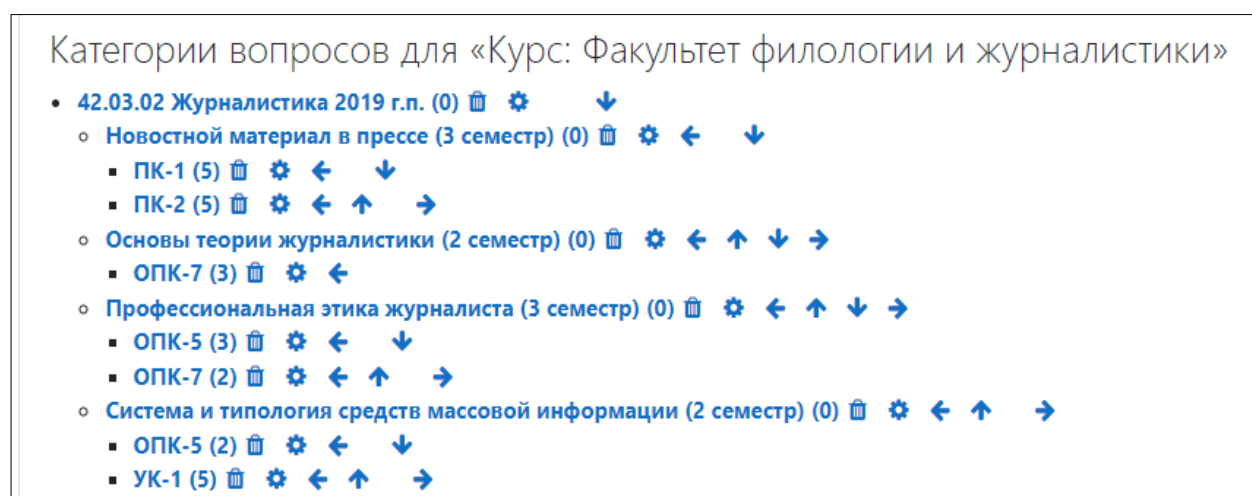 Категории вопросов для «Курс: Факультет филологии и журналистики»
42.03.02 Журналистика 2019 г.п. (0)
Новостной материал в прессе (3 семестр) (0)
ПК-1 (5)
ПК-2 (5)
Основы теории журналистики (2 семестр) (0)
ОПК-7 (3)
Профессиональная этика журналиста (3 семестр) (0)
ОПК-5 (3)
ОПК-7 (2)
Система и типология средств массовой информации (2 семестр) (0)
ОПК-5 (2)
УК-1 (5)